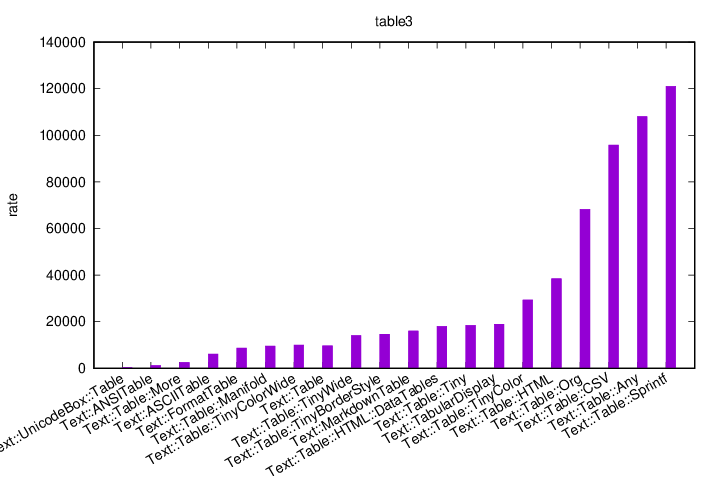 table3
140000
120000
100000
80000
60000
40000
20000
0
rate
ext::UnicodeBox::Table
Text::ANSITable
Text::Table::More
Text::ASCIITable
Text::FormatTable
Text::Table::Manifold
Text::Table::TinyColorWide
Text::Table
Text::Table::TinyWide
Text::Table::TinyBorderStyle
Text::MarkdownTable
Text::Table::HTML::DataTables
Text::Table::Tiny
Text::TabularDisplay
Text::Table::TinyColor
Text::Table::HTML
Text::Table::Org
Text::Table::CSV
Text::Table::Any
Text::Table::Sprintf